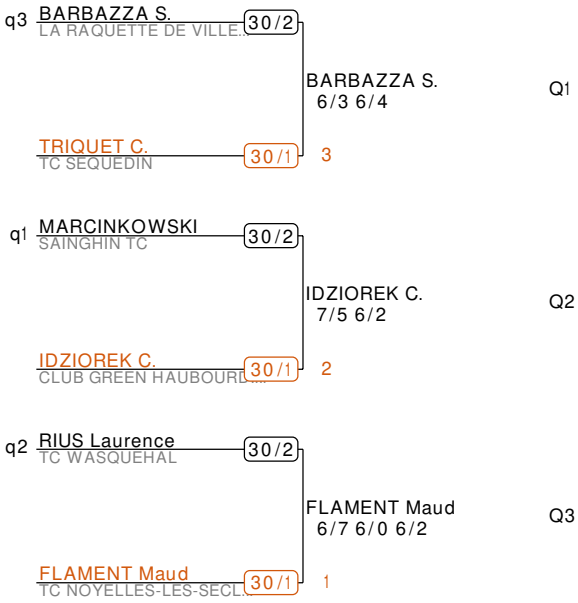 q3 BARBAZZA S. 30/2
LA RAQUETTE DE VILLE...
BARBAZZA S. Q1
6/3 6/4
TRIQUET C. 30/1 3
TC SEQUEDIN
q1 MARCINKOWSKI 30/2
SAINGHIN TC
IDZIOREK C. Q2
7/5 6/2
IDZIOREK C. 30/1 2
CLUB GREEN HAUBOURD...
q2 RIUS Laurence 30/2
TC WASQUEHAL
FLAMENT Maud Q3
6/7 6/0 6/2
FLAMENT Maud 30/1 1
TC NOYELLES-LES-SECL...